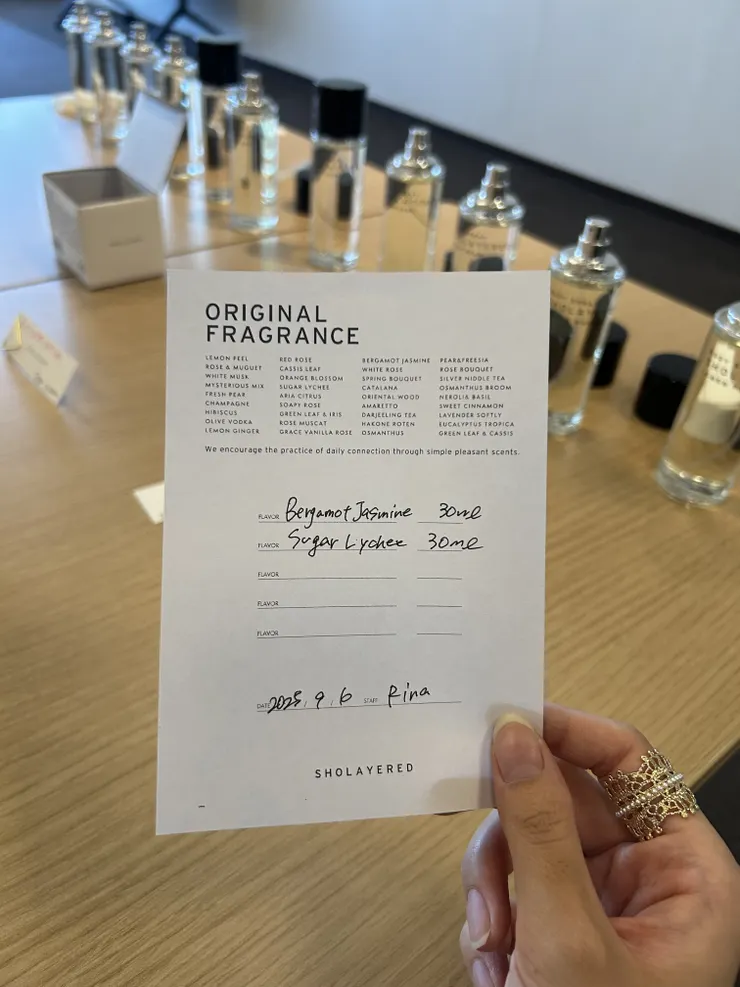 ORIGINAL
FRAGRANCE
LEMON PEEL
ROSE & MUGUET
WHITE MUSK
MYSTERIOUS MIX
FRESH PEAR
CHAMPAGNE
HIBISCUS
OLIVE VODKA
LEMON GINGER
RED ROSE
CASSIS LEAF
ORANGE BLOSSOM
SUGAR LYCHEE
ARIA CITRUS
SOAPY ROSE
GREEN LEAF & IRIS
ROSE MUSCAT
GRACE VANILLA ROSE
BERGAMOT JASMINE
WHITE ROSE
SPRING BOUQUET
CATALANA
ORIENTAL WOOD
AMARETTO
DARJEELING TEA
HAKONE ROTEN
OSMANTHUS
PEAR&FREESIA
ROSE BOUQUET
SILVER NIDDLE TEA
OSMANTHUS BROOM
NEROLI& BASIL
SWEET CINNAMON
LAVENDER SOFTLY
EUCALYPTUS TROPICA
GREEN LEAF & CASSIS
We encourage the practice of daily connection through simple pleasant scents.
FLAVOR Bergamot Jasmine 30ml
FLAVOR Sugar Lychee 30ml
FLAVOR
FLAVOR
FLAVOR
DATE 2025. 9. 6 STAFF Rina
SHOLAYERED